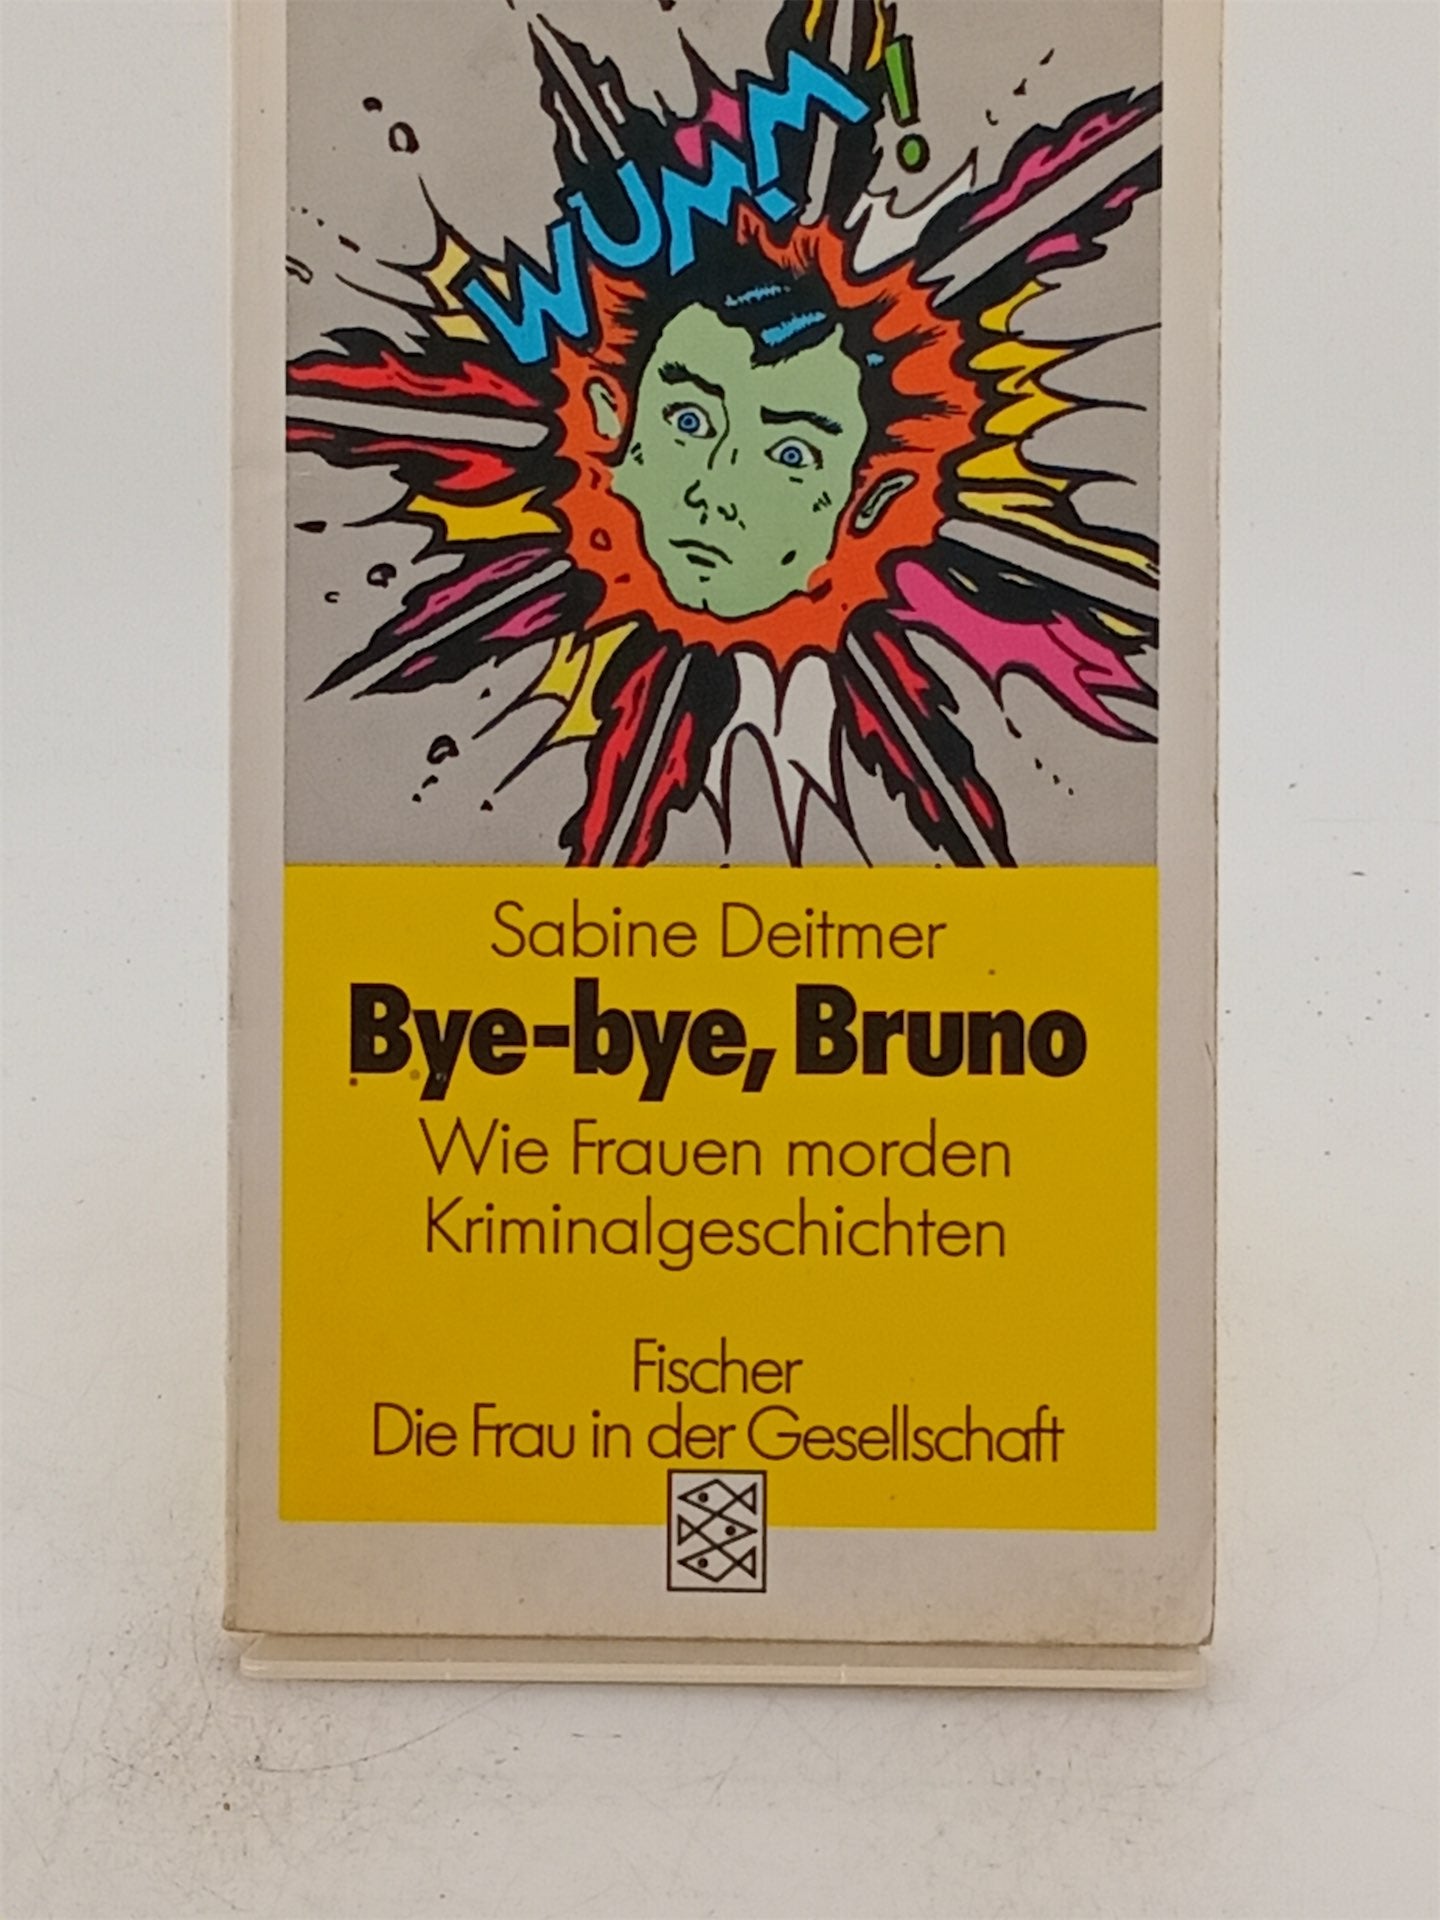 WUMM!
Sabine Deitmer
Bye-bye, Bruno
Wie Frauen morden
Kriminalgeschichten
Fischer
Die Frau in der Gesellschaft